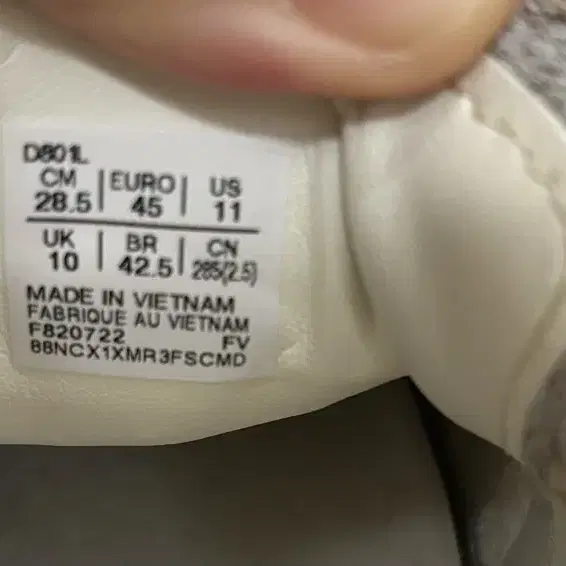 D801L
CM | EURO | US
28.5 | 45 | 11
UK | BR | CN
10 | 42.5 | 285(2.5)
MADE IN VIETNAM
FABRIQUE AU VIETNAM
F820722 FV
88NCX1XMR3FSCMD